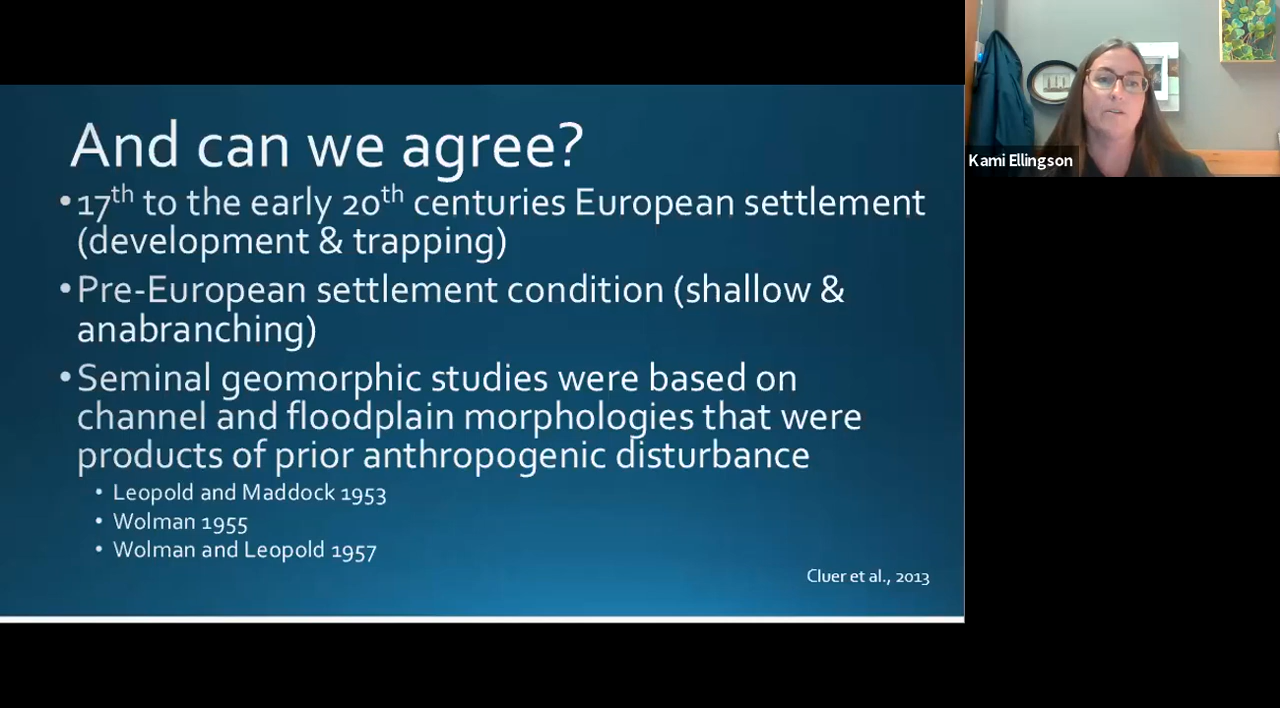 And can we agree?
•17th to the early 20th centuries European settlement
(development & trapping)
•Pre-European settlement condition (shallow &
anabranching)
•Seminal geomorphic studies were based on
channel and floodplain morphologies that were
products of prior anthropogenic disturbance
• Leopold and Maddock 1953
• Wolman 1955
• Wolman and Leopold 1957
Cluer et al., 2013
Kami Ellingson